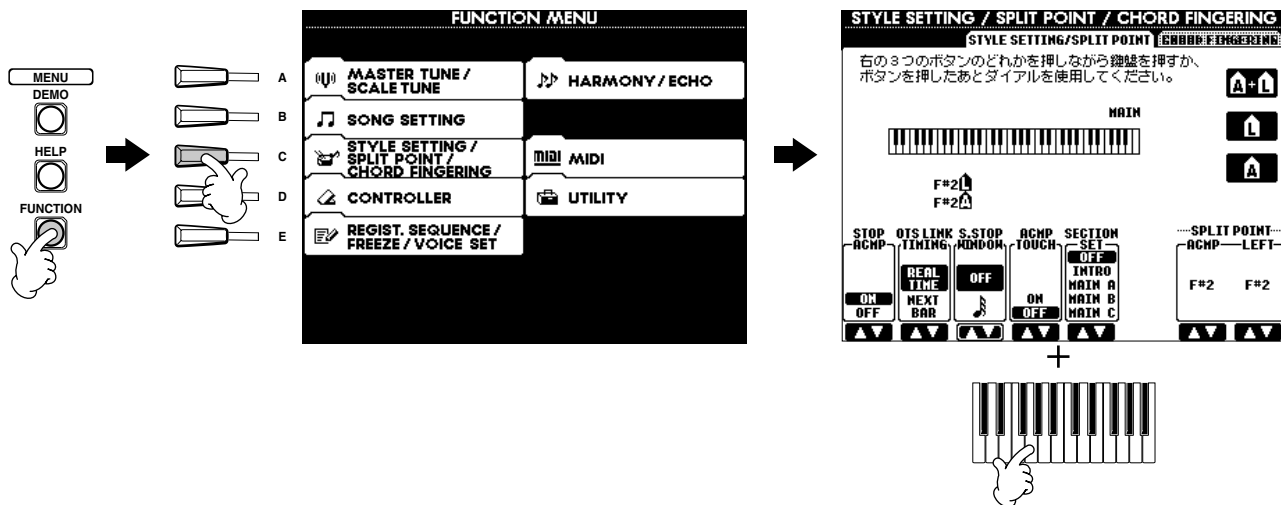 MENU
DEMO
HELP
FUNCTION
A
B
C
D
E
FUNCTION MENU
MASTER TUNE /
SCALE TUNE
HARMONY / ECHO
SONG SETTING
STYLE SETTING /
SPLIT POINT /
CHORD FINGERING
MIDI MIDI
CONTROLLER
UTILITY
REGIST. SEQUENCE /
FREEZE / VOICE SET
STYLE SETTING / SPLIT POINT / CHORD FINGERING
STYLE SETTING/SPLIT POINT CHORD FINGERING
右の3つのボタンのどれかを押しながら鍵盤を押すか、
ボタンを押したあとダイアルを使用してください。
A+L
MAIN
L
A
F#2 L
F#2 A
STOP ACMP
ON
OFF
OTS LINK TIMING
REAL TIME
NEXT BAR
S.STOP WINDOW
OFF
ACMP TOUCH
ON
OFF
SECTION SET
OFF
INTRO
MAIN A
MAIN B
MAIN C
SPLIT POINT
ACMP LEFT
F#2 F#2
+